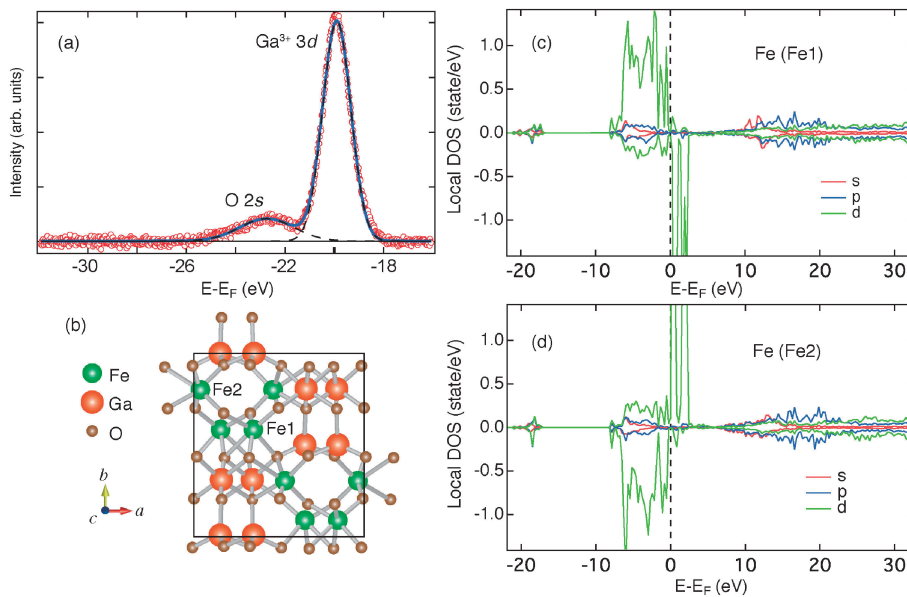 (a)
Ga³⁺ 3d
O 2s
Intensity (arb. units)
-30
-26
-22
-18
E-E_F (eV)
(b)
Fe
Ga
O
Fe2
Fe1
b
c
a
(c)
Fe (Fe1)
Local DOS (state/eV)
1.0
0.5
0.0
-0.5
-1.0
s
p
d
-20
-10
0
10
20
30
E-E_F (eV)
(d)
Fe (Fe2)
Local DOS (state/eV)
1.0
0.5
0.0
-0.5
-1.0
s
p
d
-20
-10
0
10
20
30
E-E_F (eV)